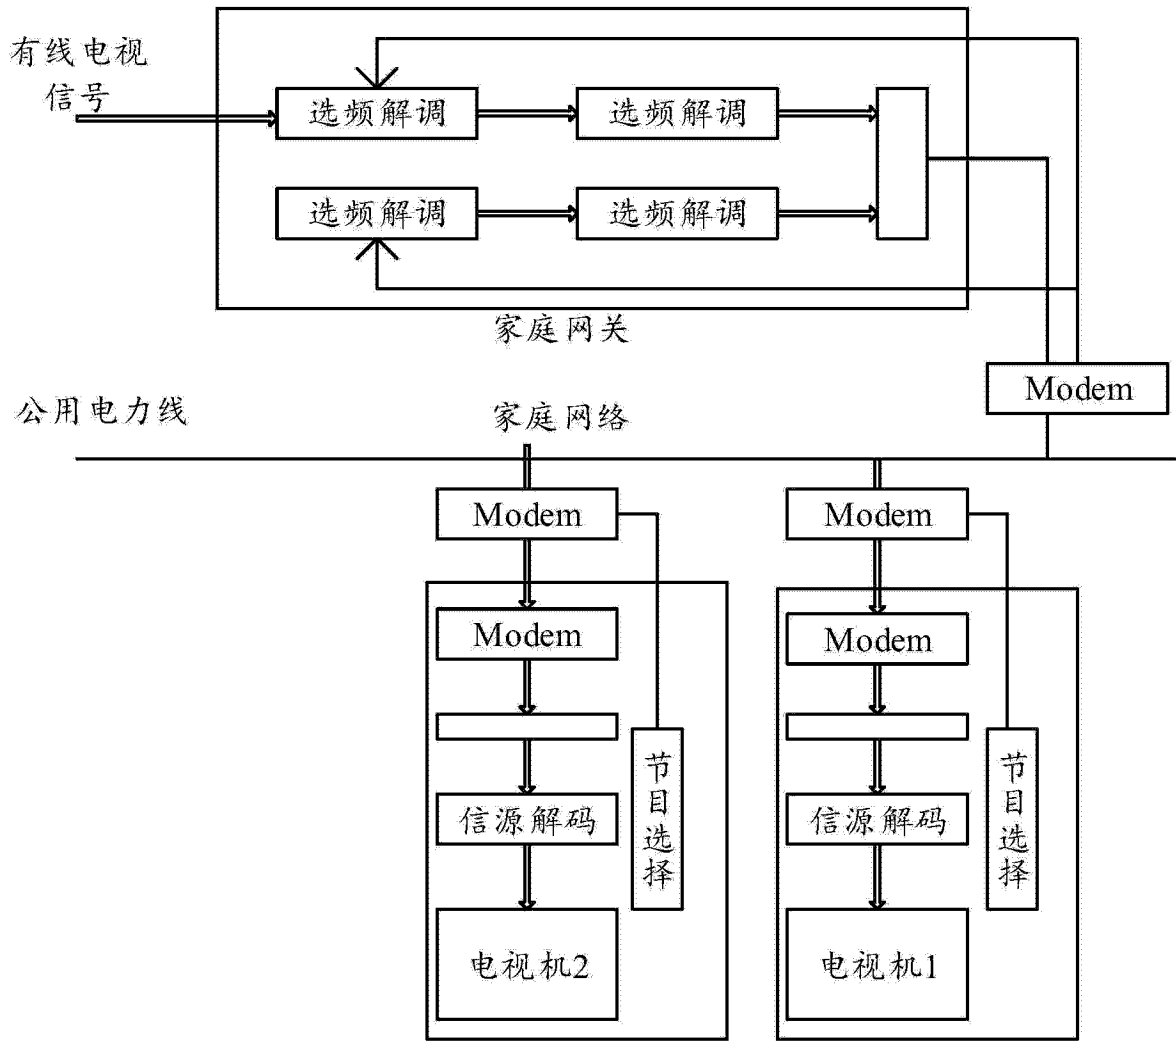 有线电视
信号
选频解调
选频解调
选频解调
选频解调
家庭网关
Modem
公用电力线
家庭网络
Modem
Modem
Modem
Modem
节目选择
节目选择
信源解码
信源解码
电视机2
电视机1